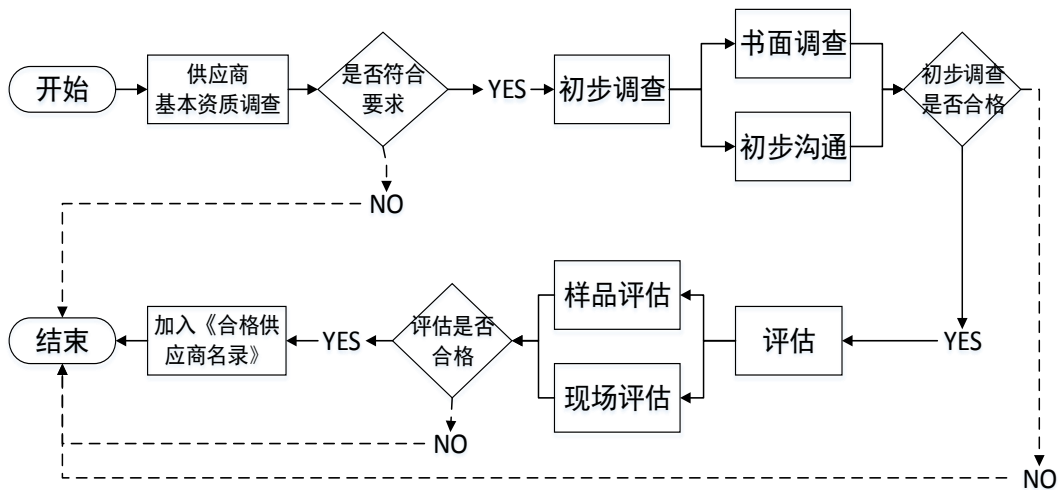 开始
供应商
基本资质调查
是否符合
要求
YES
初步调查
书面调查
初步沟通
初步调查
是否合格
NO
结束
加入《合格供
应商名录》
YES
评估是否
合格
样品评估
现场评估
评估
YES
NO
NO